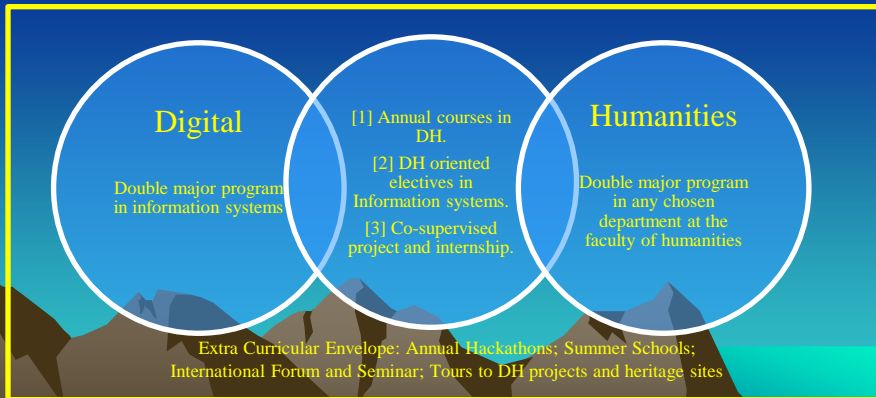 Digital
Double major program
in information systems
[1] Annual courses in
DH.
[2] DH oriented
electives in
Information systems.
[3] Co-supervised
project and internship.
Humanities
Double major program
in any chosen
department at the
faculty of humanities
Extra Curricular Envelope: Annual Hackathons; Summer Schools;
International Forum and Seminar; Tours to DH projects and heritage sites